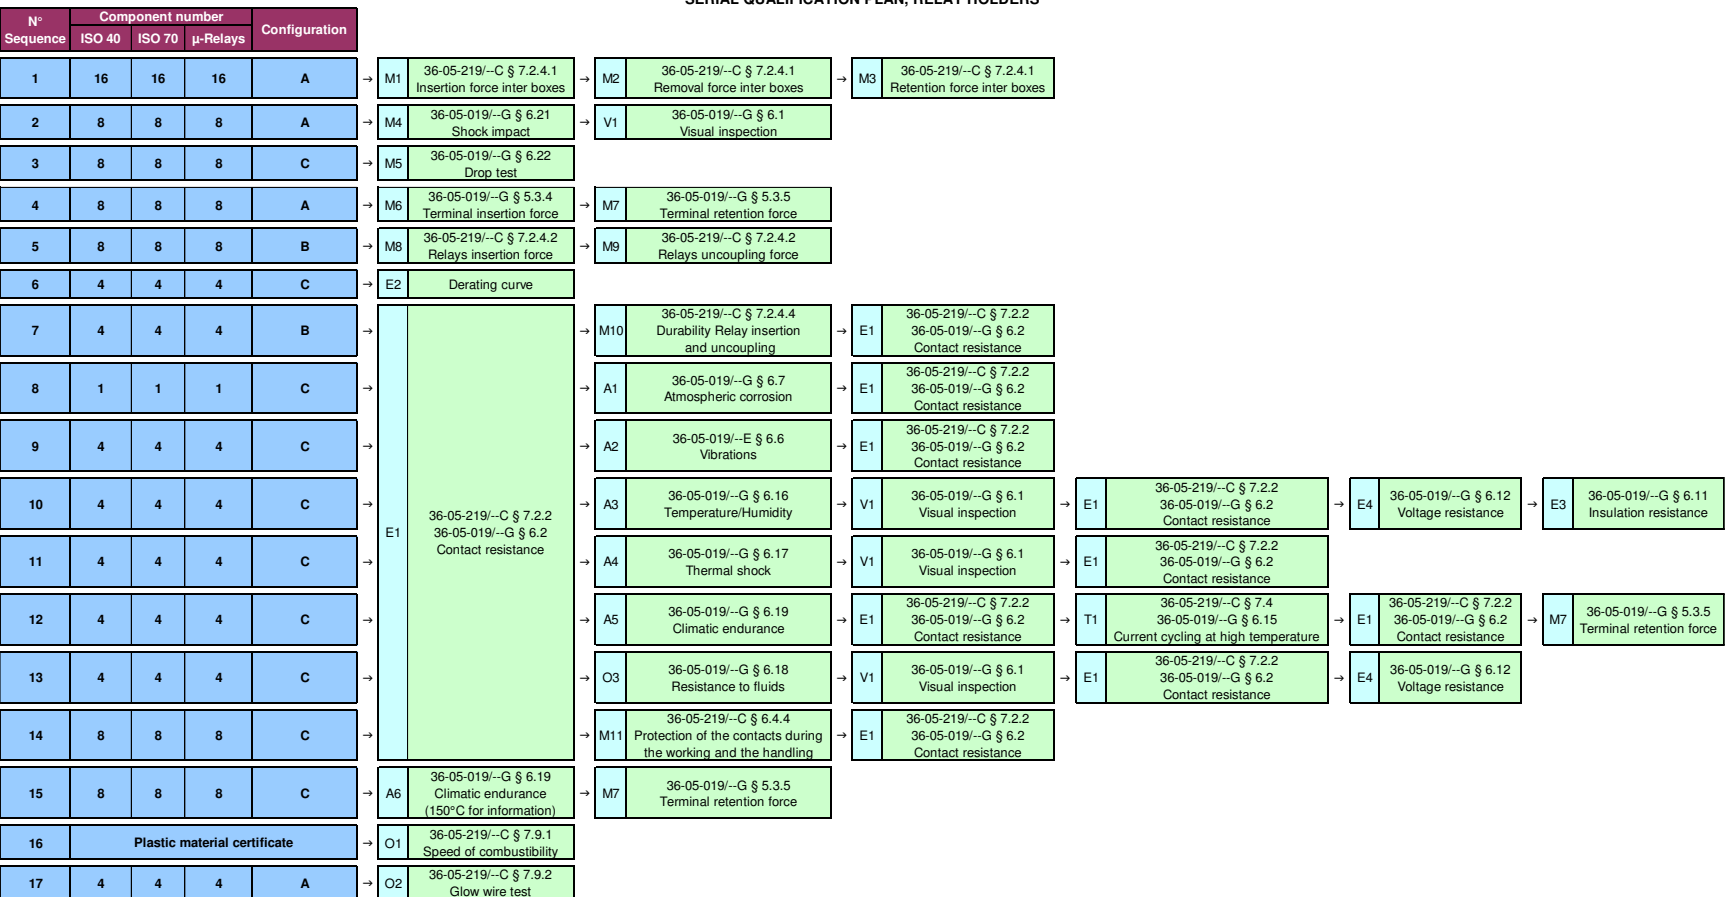 SERIAL QUALIFICATION PLAN, RELAY HOLDERS
N° Sequence
Component number
ISO 40 ISO 70 µ-Relays
Configuration
1 16 16 16 A → M1 36-05-219/--C § 7.2.4.1 → M2 36-05-219/--C § 7.2.4.1 → M3 36-05-219/--C § 7.2.4.1
Insertion force inter boxes Removal force inter boxes Retention force inter boxes
2 8 8 8 A → M4 36-05-019/--G § 6.21 → V1 36-05-019/--G § 6.1
Shock impact Visual inspection
3 8 8 8 C → M5 36-05-019/--G § 6.22
Drop test
4 8 8 8 A → M6 36-05-019/--G § 5.3.4 → M7 36-05-019/--G § 5.3.5
Terminal insertion force Terminal retention force
5 8 8 8 B → M8 36-05-219/--C § 7.2.4.2 → M9 36-05-219/--C § 7.2.4.2
Relays insertion force Relays uncoupling force
6 4 4 4 C → E2 Derating curve
7 4 4 4 B → → M10 36-05-219/--C § 7.2.4.4 → E1 36-05-219/--C § 7.2.2
Durability Relay insertion 36-05-019/--G § 6.2
and uncoupling Contact resistance
8 1 1 1 C → → A1 36-05-019/--G § 6.7 → E1 36-05-219/--C § 7.2.2
Atmospheric corrosion 36-05-019/--G § 6.2
Contact resistance
9 4 4 4 C → → A2 36-05-019/--E § 6.6 → E1 36-05-219/--C § 7.2.2
Vibrations 36-05-019/--G § 6.2
Contact resistance
E1 36-05-219/--C § 7.2.2
36-05-019/--G § 6.2
Contact resistance
10 4 4 4 C → → A3 36-05-019/--G § 6.16 → V1 36-05-019/--G § 6.1 → E1 36-05-219/--C § 7.2.2 → E4 36-05-019/--G § 6.12 → E3 36-05-019/--G § 6.11
Temperature/Humidity Visual inspection 36-05-019/--G § 6.2 Voltage resistance Insulation resistance
Contact resistance
11 4 4 4 C → → A4 36-05-019/--G § 6.17 → V1 36-05-019/--G § 6.1 → E1 36-05-219/--C § 7.2.2
Thermal shock Visual inspection 36-05-019/--G § 6.2
Contact resistance
12 4 4 4 C → → A5 36-05-019/--G § 6.19 → E1 36-05-219/--C § 7.2.2 → T1 36-05-219/--C § 7.4 → E1 36-05-219/--C § 7.2.2 → M7 36-05-019/--G § 5.3.5
Climatic endurance 36-05-019/--G § 6.2 36-05-019/--G § 6.15 36-05-019/--G § 6.2 Terminal retention force
Contact resistance Current cycling at high temperature Contact resistance
13 4 4 4 C → → O3 36-05-019/--G § 6.18 → V1 36-05-019/--G § 6.1 → E1 36-05-219/--C § 7.2.2 → E4 36-05-019/--G § 6.12
Resistance to fluids Visual inspection 36-05-019/--G § 6.2 Voltage resistance
Contact resistance
14 8 8 8 C → → M11 36-05-219/--C § 6.4.4 → E1 36-05-219/--C § 7.2.2
Protection of the contacts during 36-05-019/--G § 6.2
the working and the handling Contact resistance
15 8 8 8 C → A6 36-05-019/--G § 6.19 → M7 36-05-019/--G § 5.3.5
Climatic endurance Terminal retention force
(150°C for information)
16 Plastic material certificate → O1 36-05-219/--C § 7.9.1
Speed of combustibility
17 4 4 4 A → O2 36-05-219/--C § 7.9.2
Glow wire test